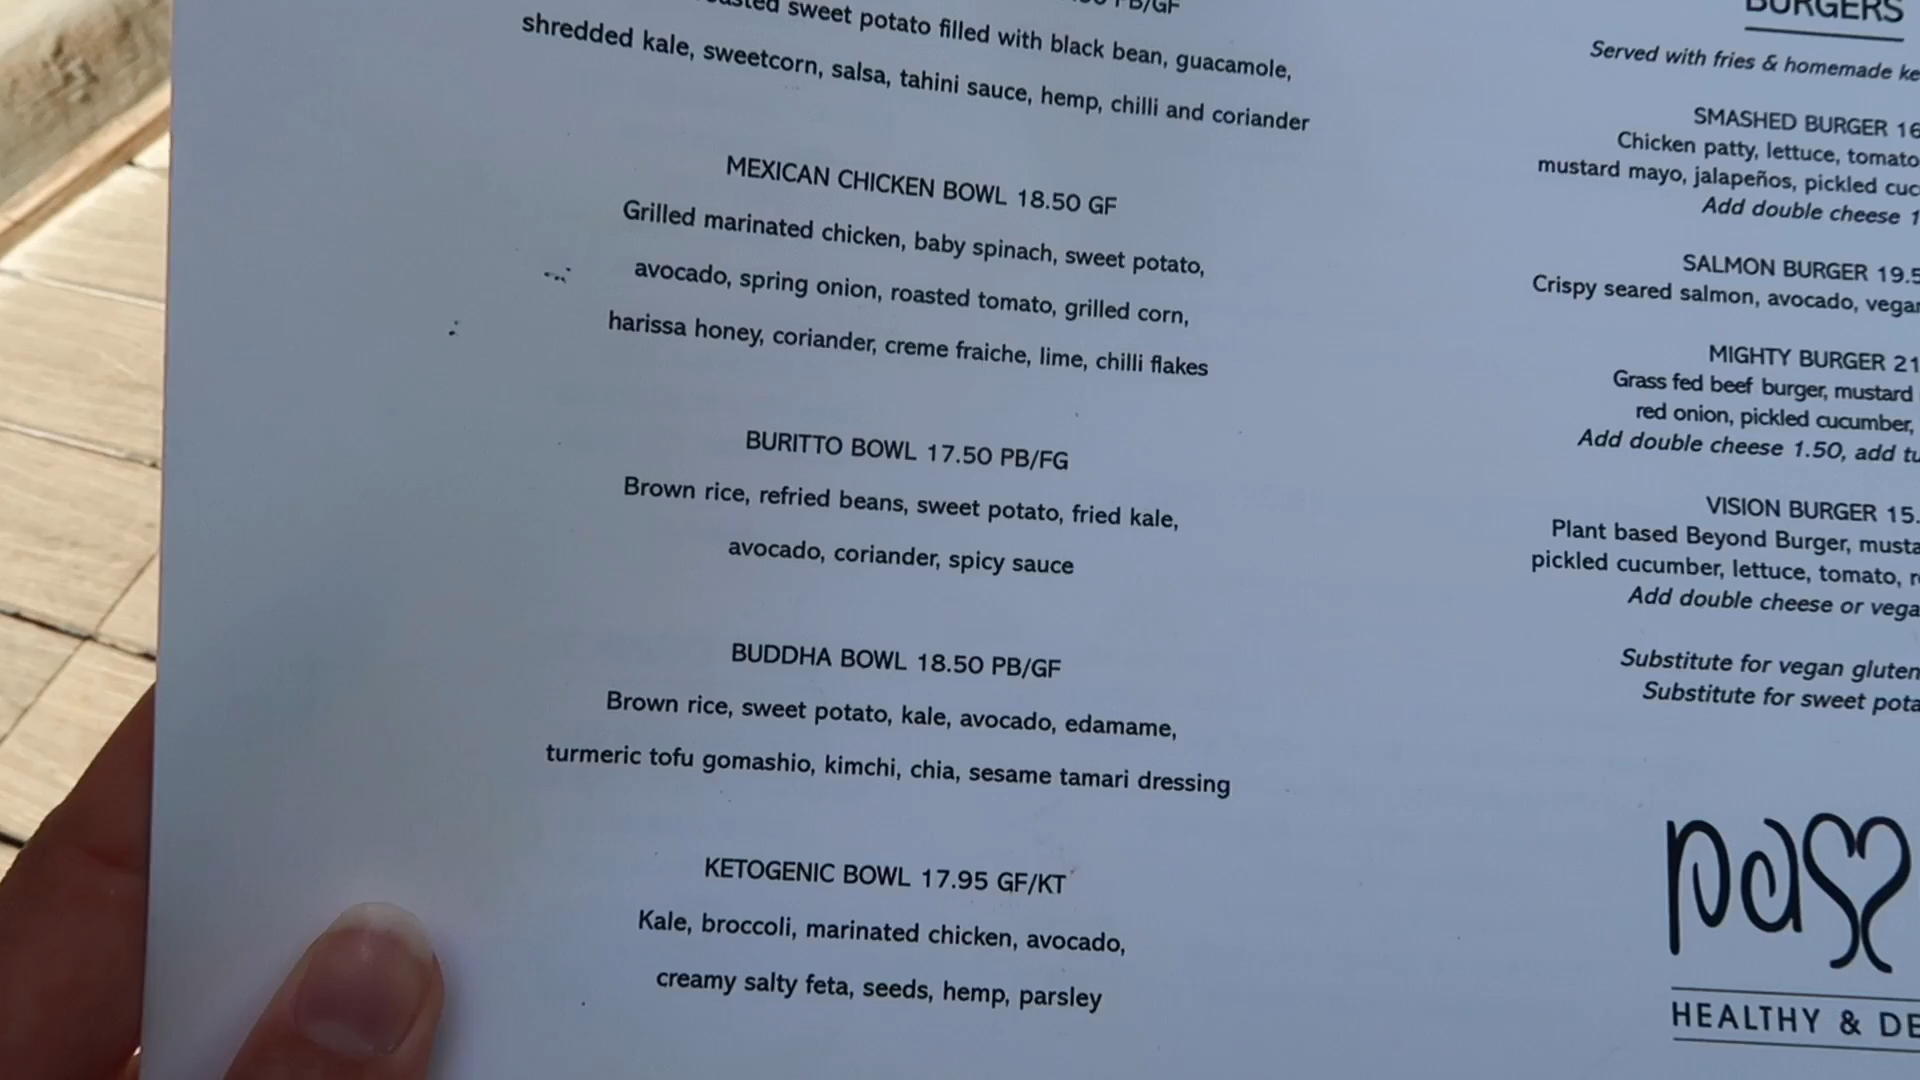 sweet potato filled with black bean, guacamole,
shredded kale, sweetcorn, salsa, tahini sauce, hemp, chilli and coriander
MEXICAN CHICKEN BOWL 18.50 GF
Grilled marinated chicken, baby spinach, sweet potato,
avocado, spring onion, roasted tomato, grilled corn,
harissa honey, coriander, creme fraiche, lime, chilli flakes
BURITTO BOWL 17.50 PB/FG
Brown rice, refried beans, sweet potato, fried kale,
avocado, coriander, spicy sauce
BUDDHA BOWL 18.50 PB/GF
Brown rice, sweet potato, kale, avocado, edamame,
turmeric tofu gomashio, kimchi, chia, sesame tamari dressing
KETOGENIC BOWL 17.95 GF/KT
Kale, broccoli, marinated chicken, avocado,
creamy salty feta, seeds, hemp, parsley
BURGERS
Served with fries & homemade
SMASHED BURGER
Chicken patty, lettuce, tomato
mustard mayo, jalapeños, pickled
Add double cheese
SALMON BURGER
Crispy seared salmon, avocado,
MIGHTY BURGER
Grass fed beef burger, mustard
red onion, pickled cucumber,
Add double cheese 1.50, add
VISION BURGER
Plant based Beyond Burger,
pickled cucumber, lettuce, tomato,
Add double cheese or
Substitute for vegan gluten
Substitute for sweet
HEALTHY &